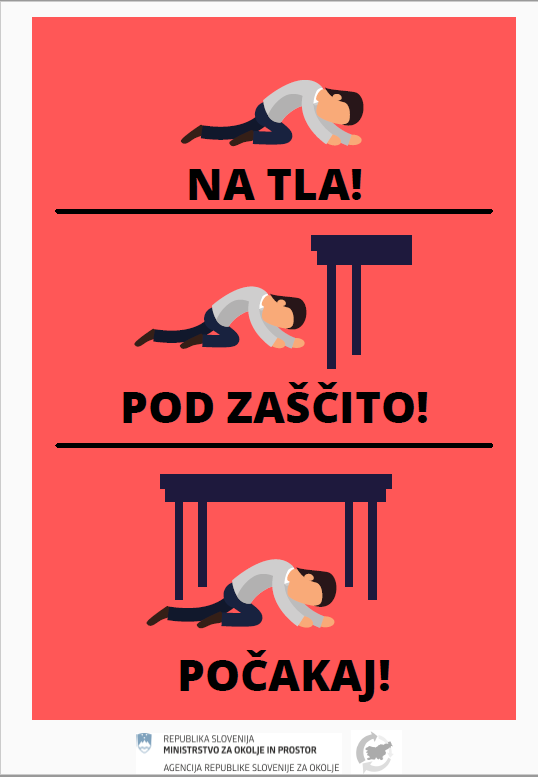 NA TLA!
POD ZAŠČITO!
POČAKAJ!
REPUBLIKA SLOVENIJA
MINISTRSTVO ZA OKOLJE IN PROSTOR
AGENCIJA REPUBLIKE SLOVENIJE ZA OKOLJE